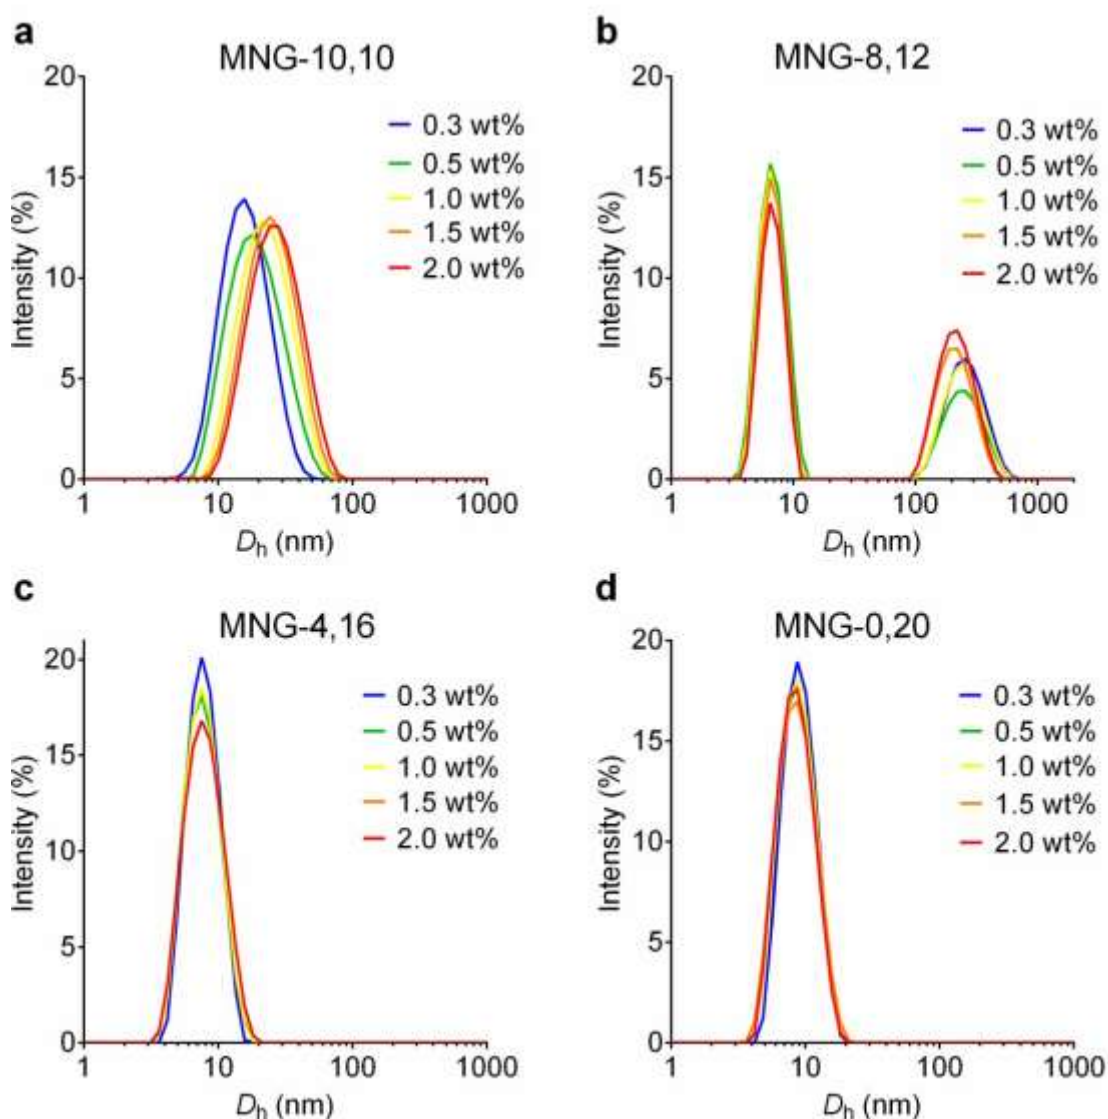 a
MNG-10,10
20
15
10
5
0
Intensity (%)
0.3 wt%
0.5 wt%
1.0 wt%
1.5 wt%
2.0 wt%
1 10 100 1000
Dh (nm)
b
MNG-8,12
20
15
10
5
0
Intensity (%)
0.3 wt%
0.5 wt%
1.0 wt%
1.5 wt%
2.0 wt%
1 10 100 1000
Dh (nm)
c
MNG-4,16
20
15
10
5
0
Intensity (%)
0.3 wt%
0.5 wt%
1.0 wt%
1.5 wt%
2.0 wt%
1 10 100 1000
Dh (nm)
d
MNG-0,20
20
15
10
5
0
Intensity (%)
0.3 wt%
0.5 wt%
1.0 wt%
1.5 wt%
2.0 wt%
1 10 100 1000
Dh (nm)